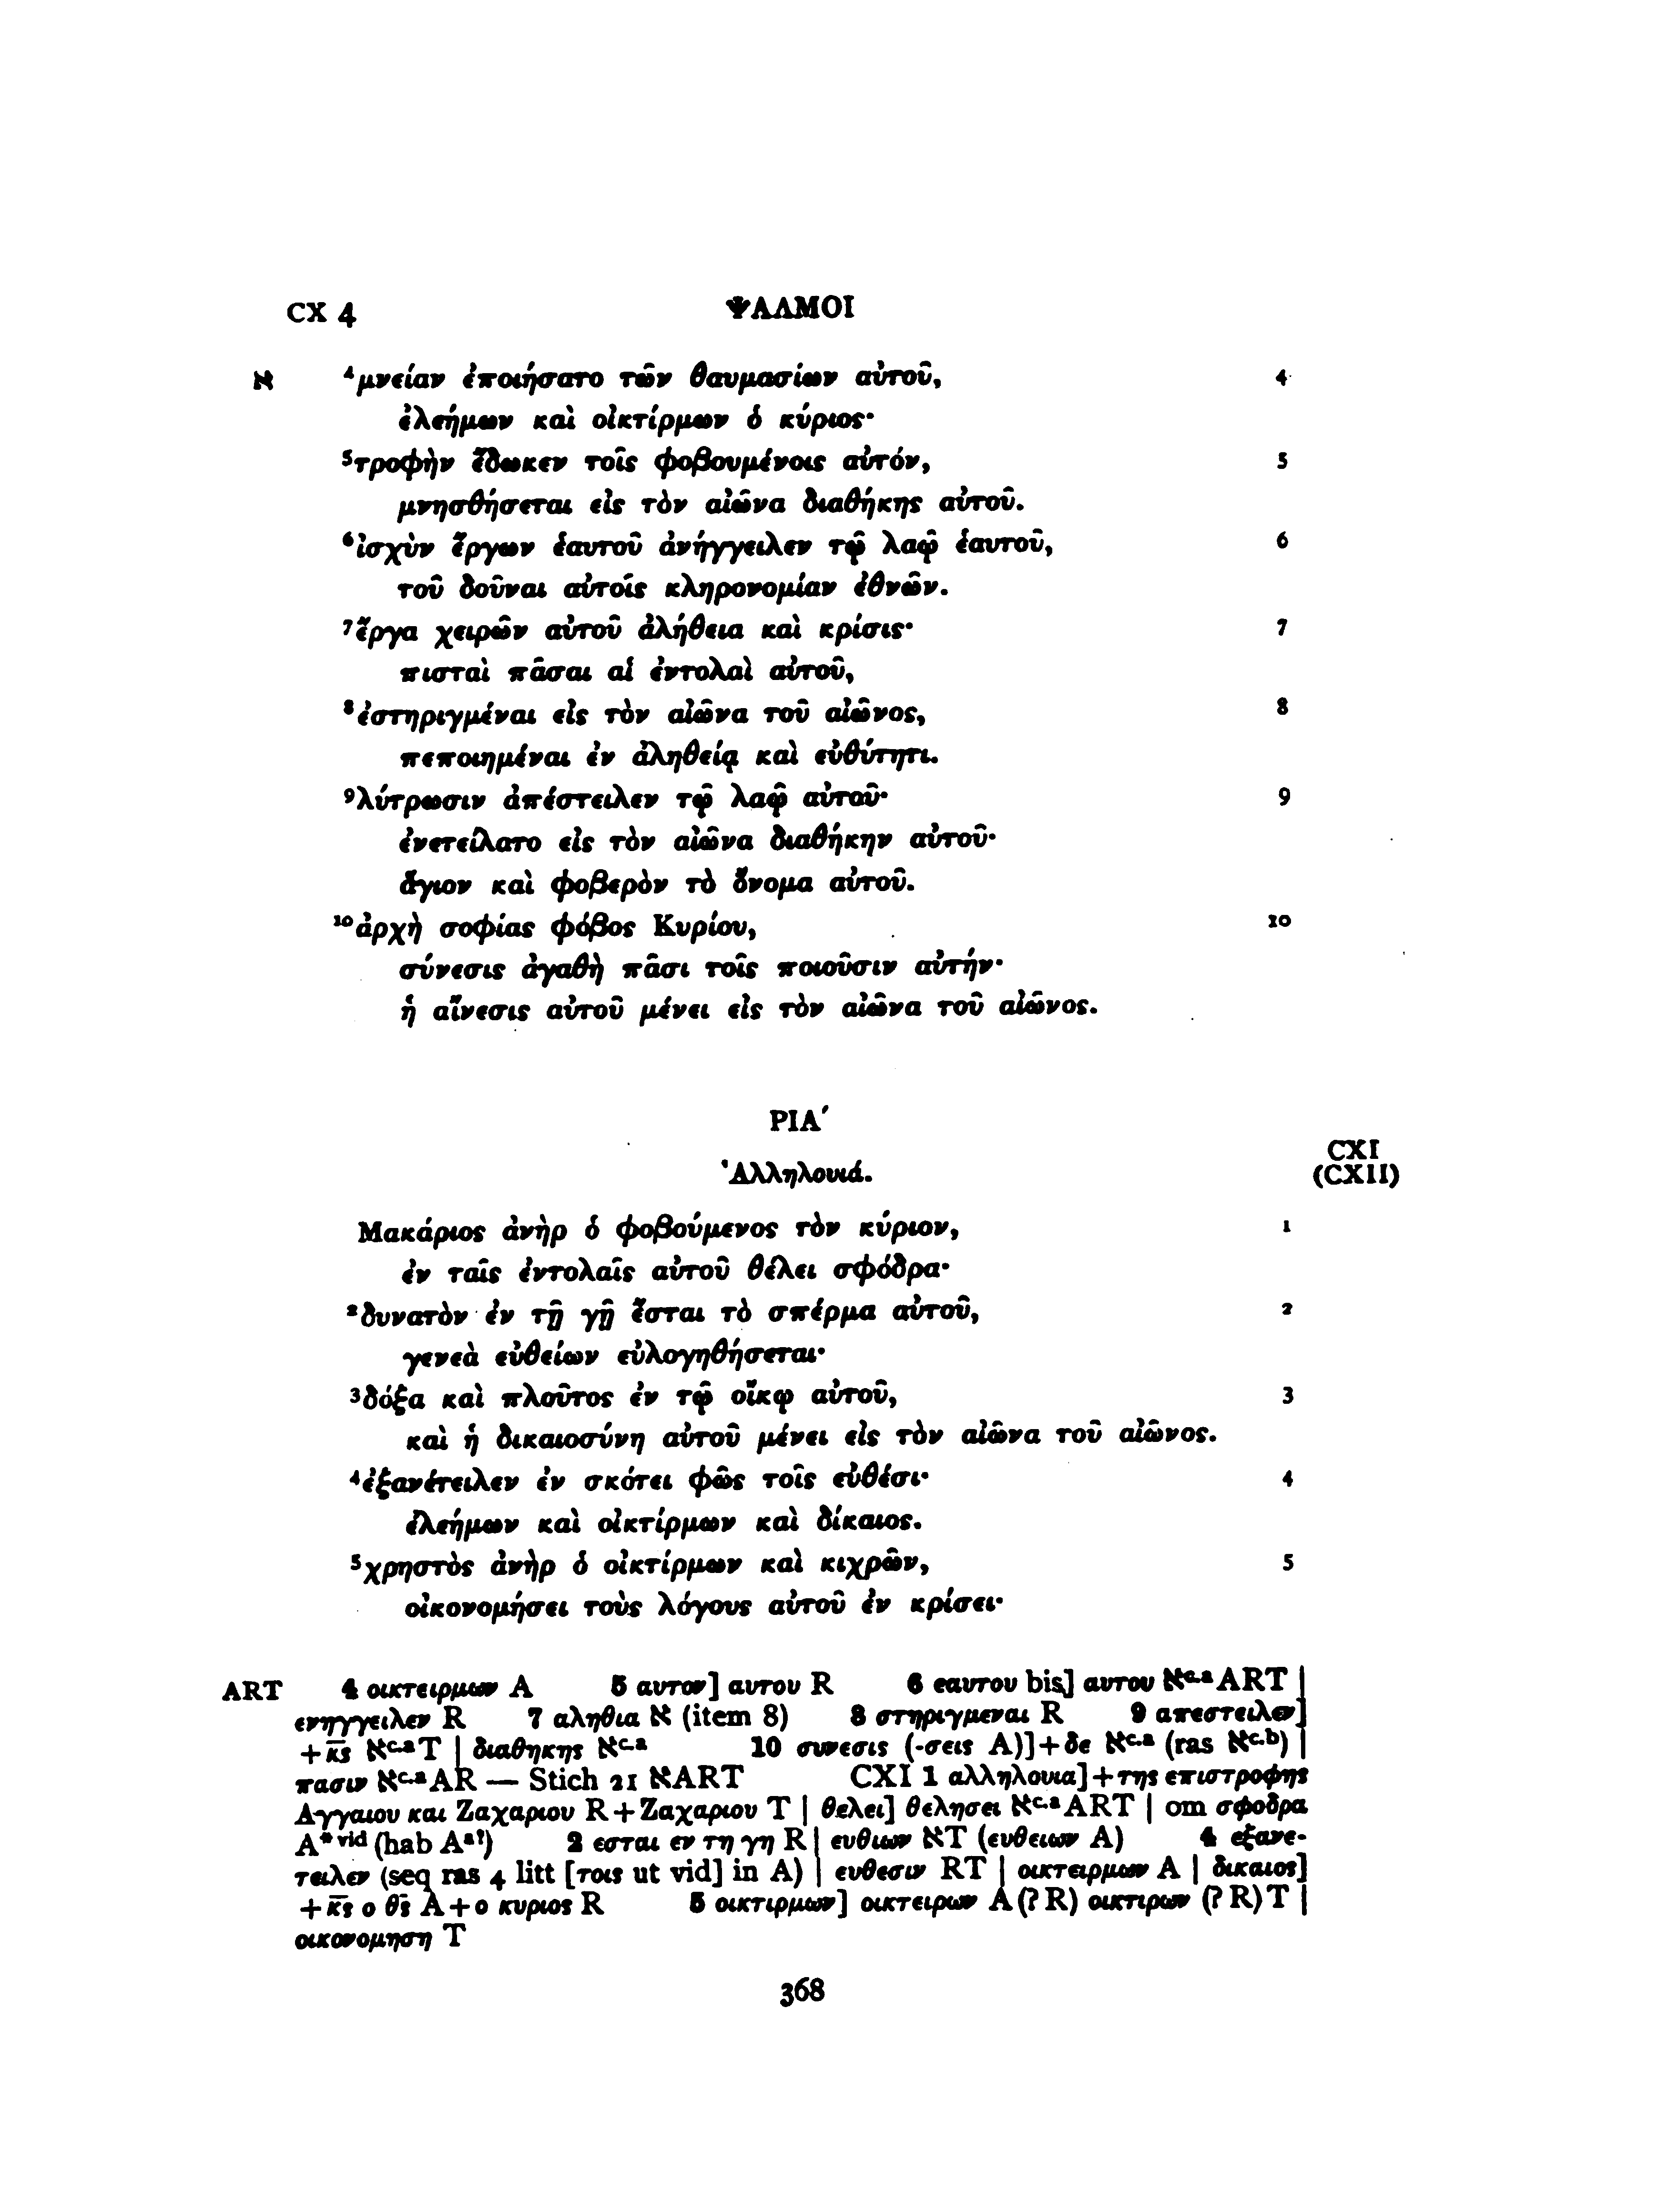 CX 4 ΨΑΛΜΟΙ
א ⁴μνείαν ἐποιήσατο τῶν θαυμασίων αὐτοῦ, 4
ἐλεήμων καὶ οἰκτίρμων ὁ κύριος·
⁵τροφὴν ἔδωκεν τοῖς φοβουμένοις αὐτόν, 5
μνησθήσεται εἰς τὸν αἰῶνα διαθήκης αὐτοῦ.
⁶ἰσχὺν ἔργων ἑαυτοῦ ἀνήγγειλεν τῷ λαῷ ἑαυτοῦ, 6
τοῦ δοῦναι αὐτοῖς κληρονομίαν ἐθνῶν.
⁷ἔργα χειρῶν αὐτοῦ ἀλήθεια καὶ κρίσις· 7
πισταὶ πᾶσαι αἱ ἐντολαὶ αὐτοῦ,
⁸ἐστηριγμέναι εἰς τὸν αἰῶνα τοῦ αἰῶνος, 8
πεποιημέναι ἐν ἀληθείᾳ καὶ εὐθύτητι.
⁹λύτρωσιν ἀπέστειλεν τῷ λαῷ αὐτοῦ· 9
ἐνετείλατο εἰς τὸν αἰῶνα διαθήκην αὐτοῦ·
ἅγιον καὶ φοβερὸν τὸ ὄνομα αὐτοῦ.
¹⁰ἀρχὴ σοφίας φόβος Κυρίου, 10
σύνεσις ἀγαθὴ πᾶσι τοῖς ποιοῦσιν αὐτήν·
ἡ αἴνεσις αὐτοῦ μένει εἰς τὸν αἰῶνα τοῦ αἰῶνος.
ΡΙΑ΄
CXI
(CXII)
Ἁλληλουιά.
Μακάριος ἀνὴρ ὁ φοβούμενος τὸν κύριον, 1
ἐν ταῖς ἐντολαῖς αὐτοῦ θέλει σφόδρα·
²δυνατὸν ἐν τῇ γῇ ἔσται τὸ σπέρμα αὐτοῦ, 2
γενεὰ εὐθείων εὐλογηθήσεται·
³δόξα καὶ πλοῦτος ἐν τῷ οἴκῳ αὐτοῦ, 3
καὶ ἡ δικαιοσύνη αὐτοῦ μένει εἰς τὸν αἰῶνα τοῦ αἰῶνος.
⁴ἐξανέτειλεν ἐν σκότει φῶς τοῖς εὐθέσι· 4
ἐλεήμων καὶ οἰκτίρμων καὶ δίκαιος.
⁵χρηστὸς ἀνὴρ ὁ οἰκτίρμων καὶ κιχρῶν, 5
οἰκονομήσει τοὺς λόγους αὐτοῦ ἐν κρίσει·
ART 4 οικτειρμων A 5 αυτον] αυτου R 6 εαυτου bis] αυτου א^c.a ART |
ενηγγειλεν R 7 αληθια א (item 8) 8 στηριγμεναι R 9 απεστειλεν]
+κ̅ς̅ א^c.a T | διαθηκης א^c.a 10 συνεσις (-σεις A)]+δε א^c.a (ras א^c.b) |
πασιν א^c.a AR — Stich 21 אART CXI 1 αλληλουια]+της επιστροφης
Αγγαιου και Ζαχαριου R+Ζαχαριου T | θελει] θελησει א^c.a ART | om σφοδρα
A*vid (hab A^a?) 2 εσται εν τη γη R | ευθιων אT (ευθειων A) 4 εξανε-
τειλεν (seq ras 4 litt [τοις ut vid] in A) | ευθεσιν RT | οικτειρμων A | δικαιος]
+κ̅ς̅ ο θ̅ς̅ A+ο κυριος R 5 οικτιρμων] οικτειρων A (? R) οικτιρων (? R) T |
οικονομηση T
368